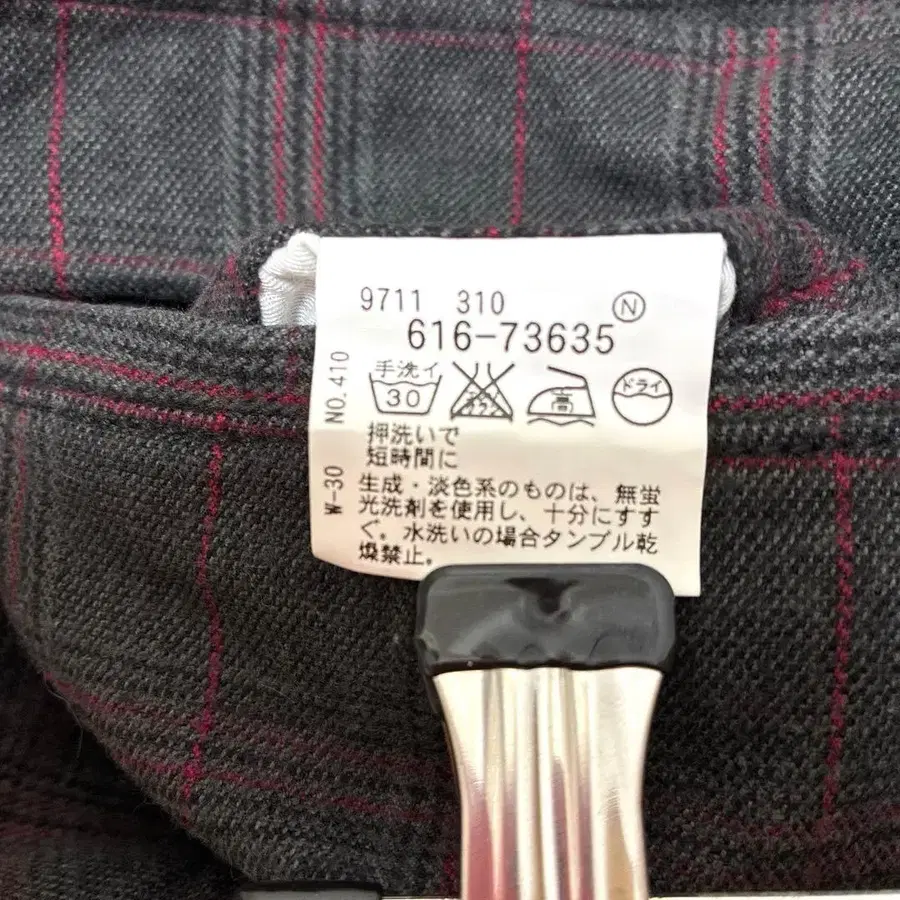 9711 310 Ⓝ
616-73635
手洗イ
30
高
ドライ
押洗いで
短時間に
生成・淡色系のものは、無蛍
光洗剤を使用し、十分にすす
ぐ。水洗いの場合タンブル乾
燥禁止。
NO.410
W-30